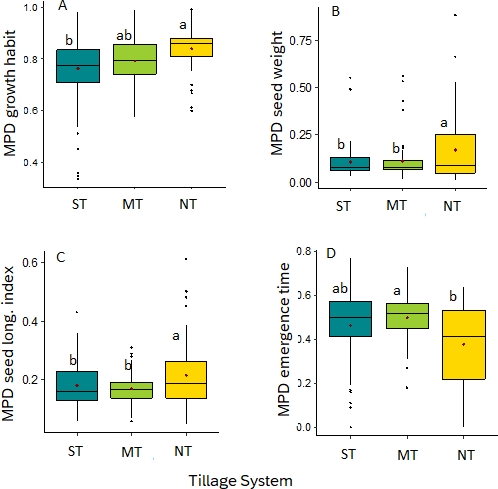 A
MPD growth habit
1.0
0.8
0.6
0.4
b
ab
a
ST
MT
NT
B
MPD seed weight
0.75
0.50
0.25
0.00
b
b
a
ST
MT
NT
C
MPD seed long. index
0.6
0.4
0.2
b
b
a
ST
MT
NT
D
MPD emergence time
0.8
0.6
0.4
0.2
0.0
ab
a
b
ST
MT
NT
Tillage System